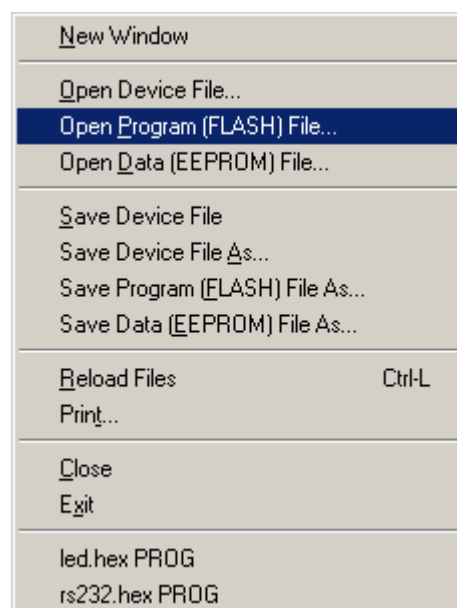 New Window
Open Device File...
Open Program (FLASH) File...
Open Data (EEPROM) File...
Save Device File
Save Device File As...
Save Program (FLASH) File As...
Save Data (EEPROM) File As...
Reload Files Ctrl-L
Print...
Close
Exit
led.hex PROG
rs232.hex PROG